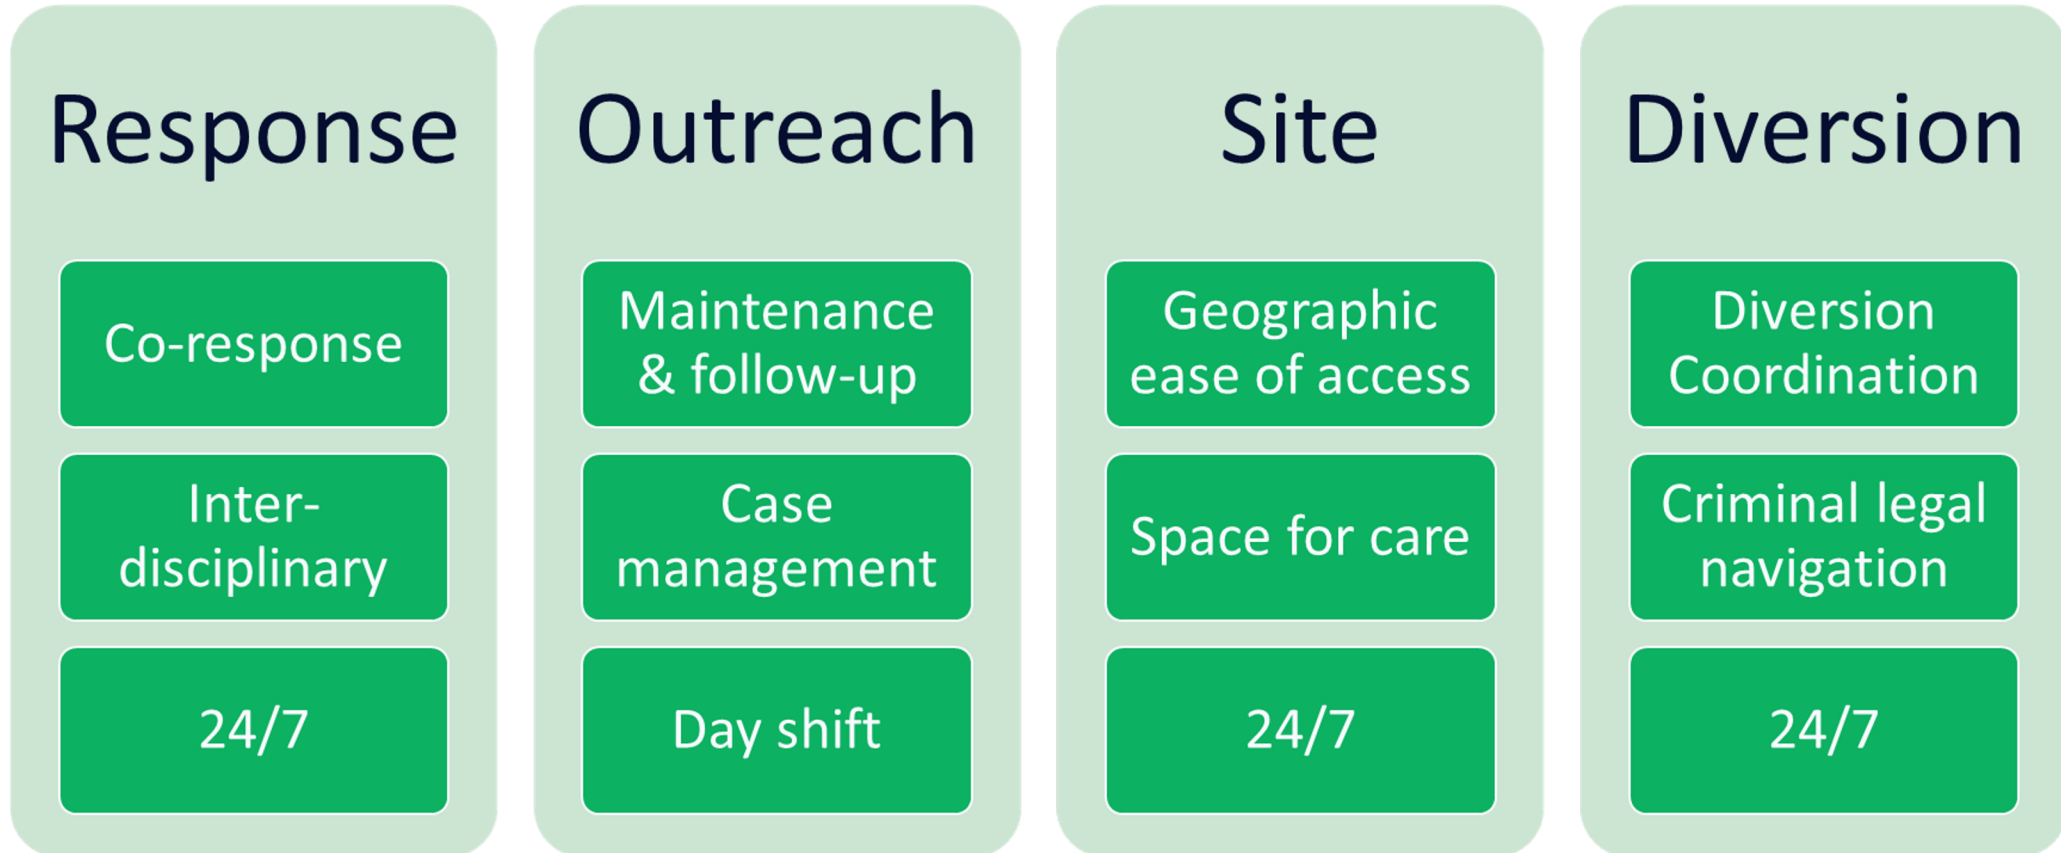 Response
Co-response
Inter-
disciplinary
24/7
Outreach
Maintenance
& follow-up
Case
management
Day shift
Site
Geographic
ease of access
Space for care
24/7
Diversion
Diversion
Coordination
Criminal legal
navigation
24/7